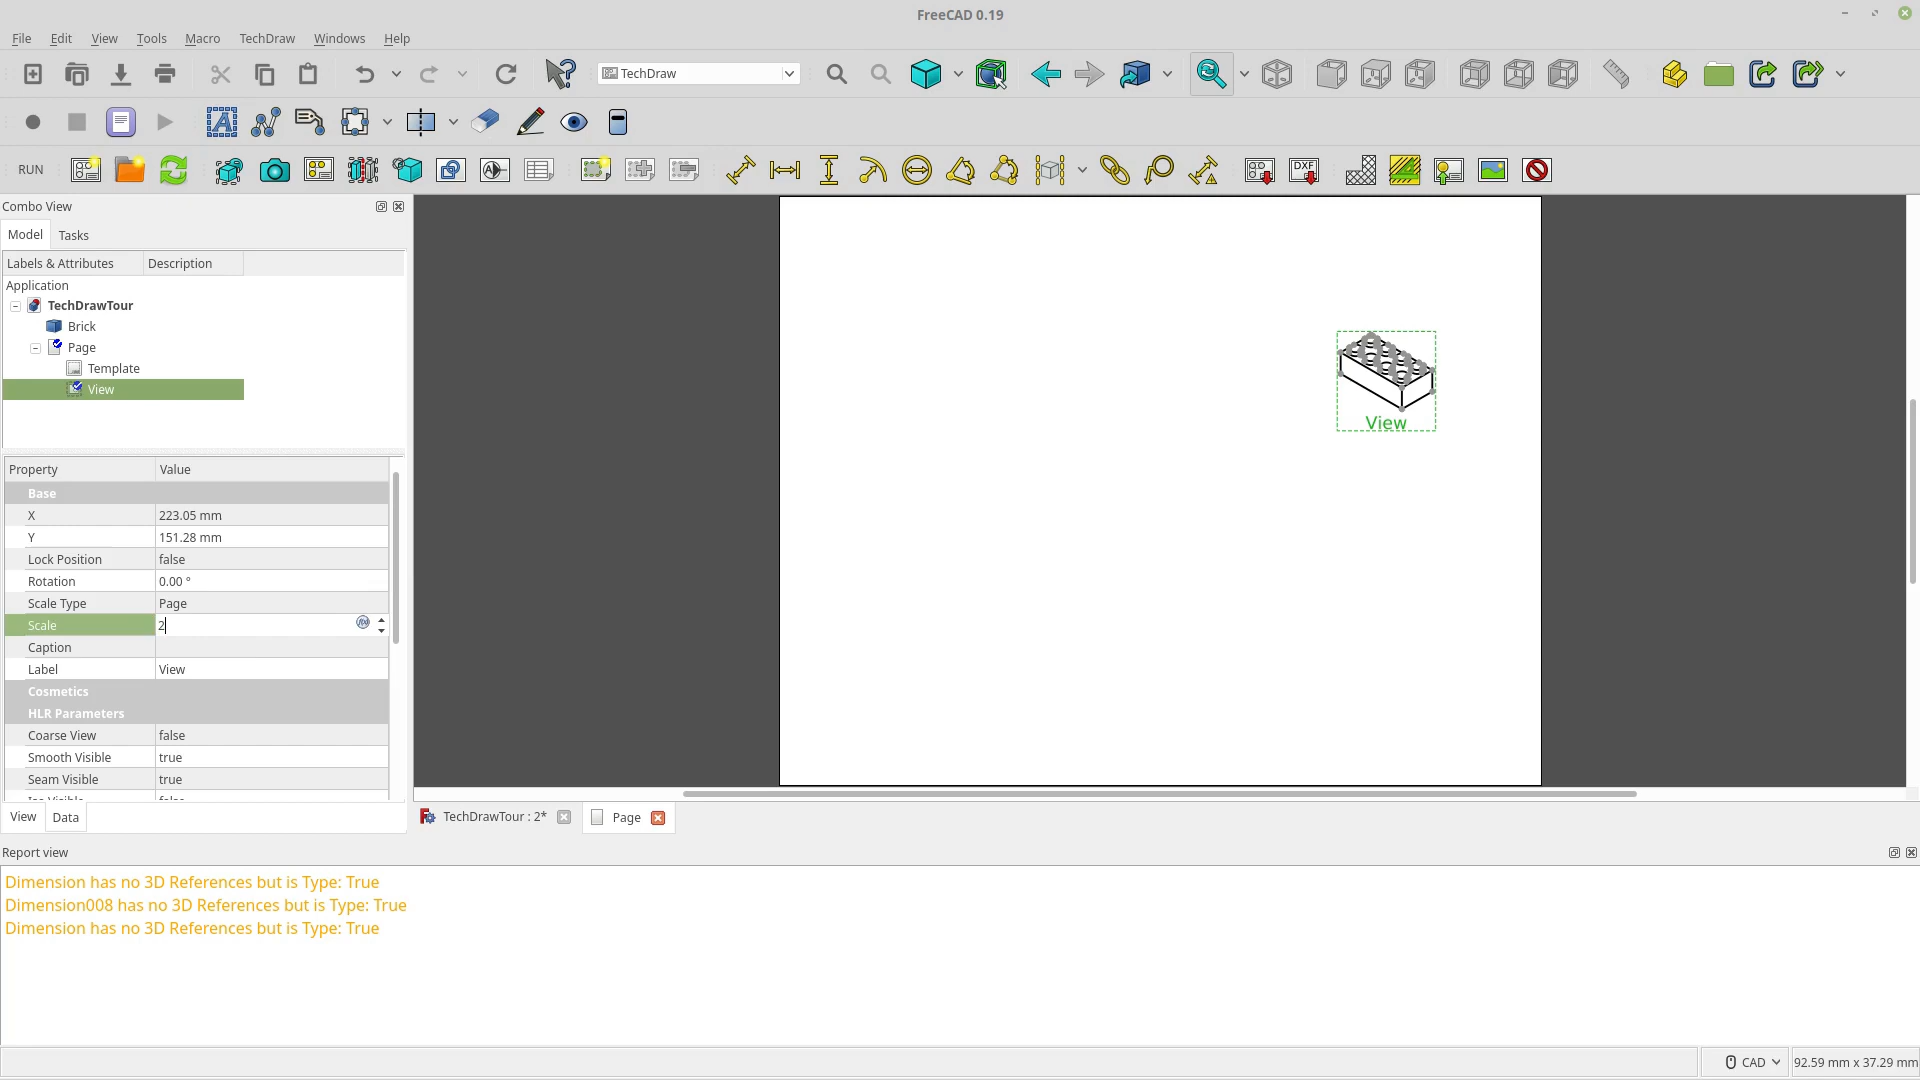 FreeCAD 0.19
File Edit View Tools Macro TechDraw Windows Help
TechDraw
RUN
DXF
Combo View
Model Tasks
Labels & Attributes Description
Application
TechDrawTour
Brick
Page
Template
View
Property Value
Base
X 223.05 mm
Y 151.28 mm
Lock Position false
Rotation 0.00 °
Scale Type Page
Scale 2
Caption
Label View
Cosmetics
HLR Parameters
Coarse View false
Smooth Visible true
Seam Visible true
View Data
View
TechDrawTour : 2*
Page
Report view
Dimension has no 3D References but is Type: True
Dimension008 has no 3D References but is Type: True
Dimension has no 3D References but is Type: True
CAD
92.59 mm x 37.29 mm